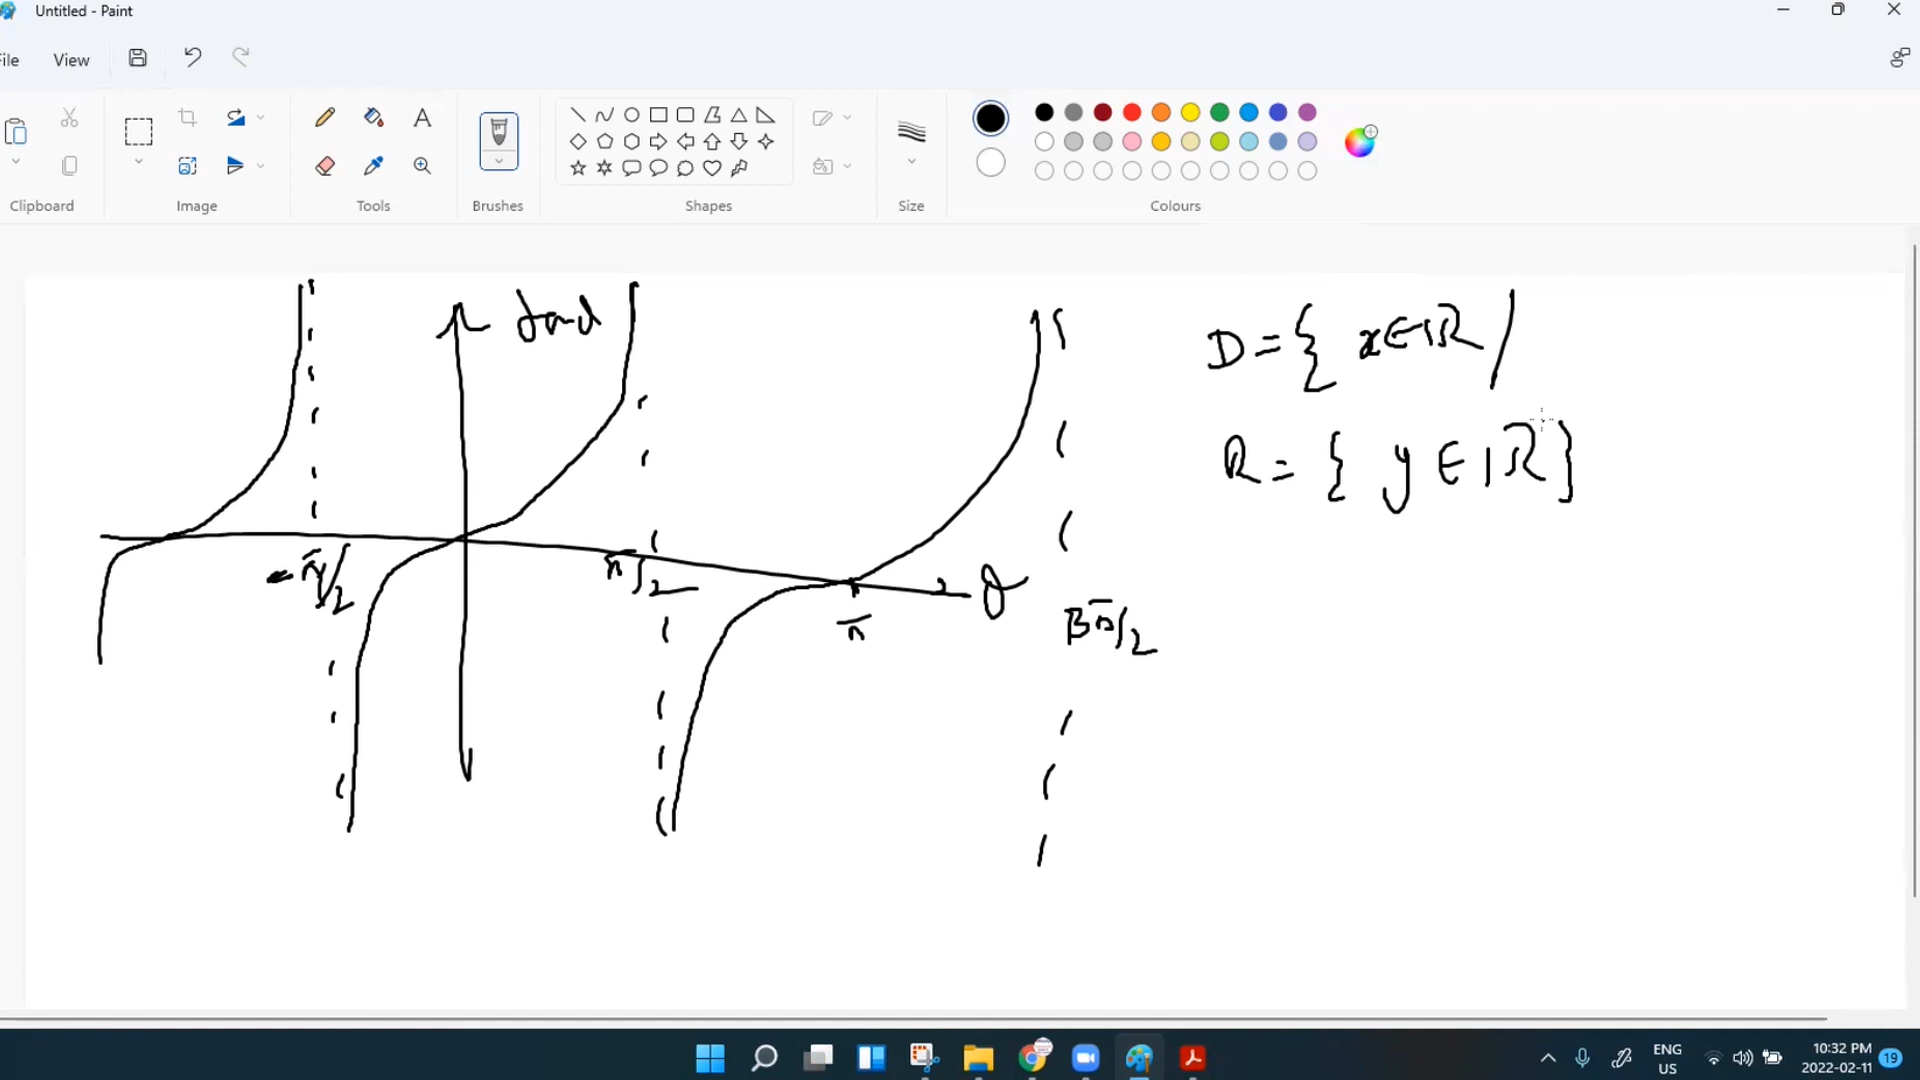 Untitled - Paint
File View
Clipboard Image Tools Brushes Shapes Size Colours
tanθ
D = { x ∈ ℝ /
R = { y ∈ ℝ }
-π/2 π/2 π θ 3π/2
ENG
US
10:32 PM
2022-02-11
19